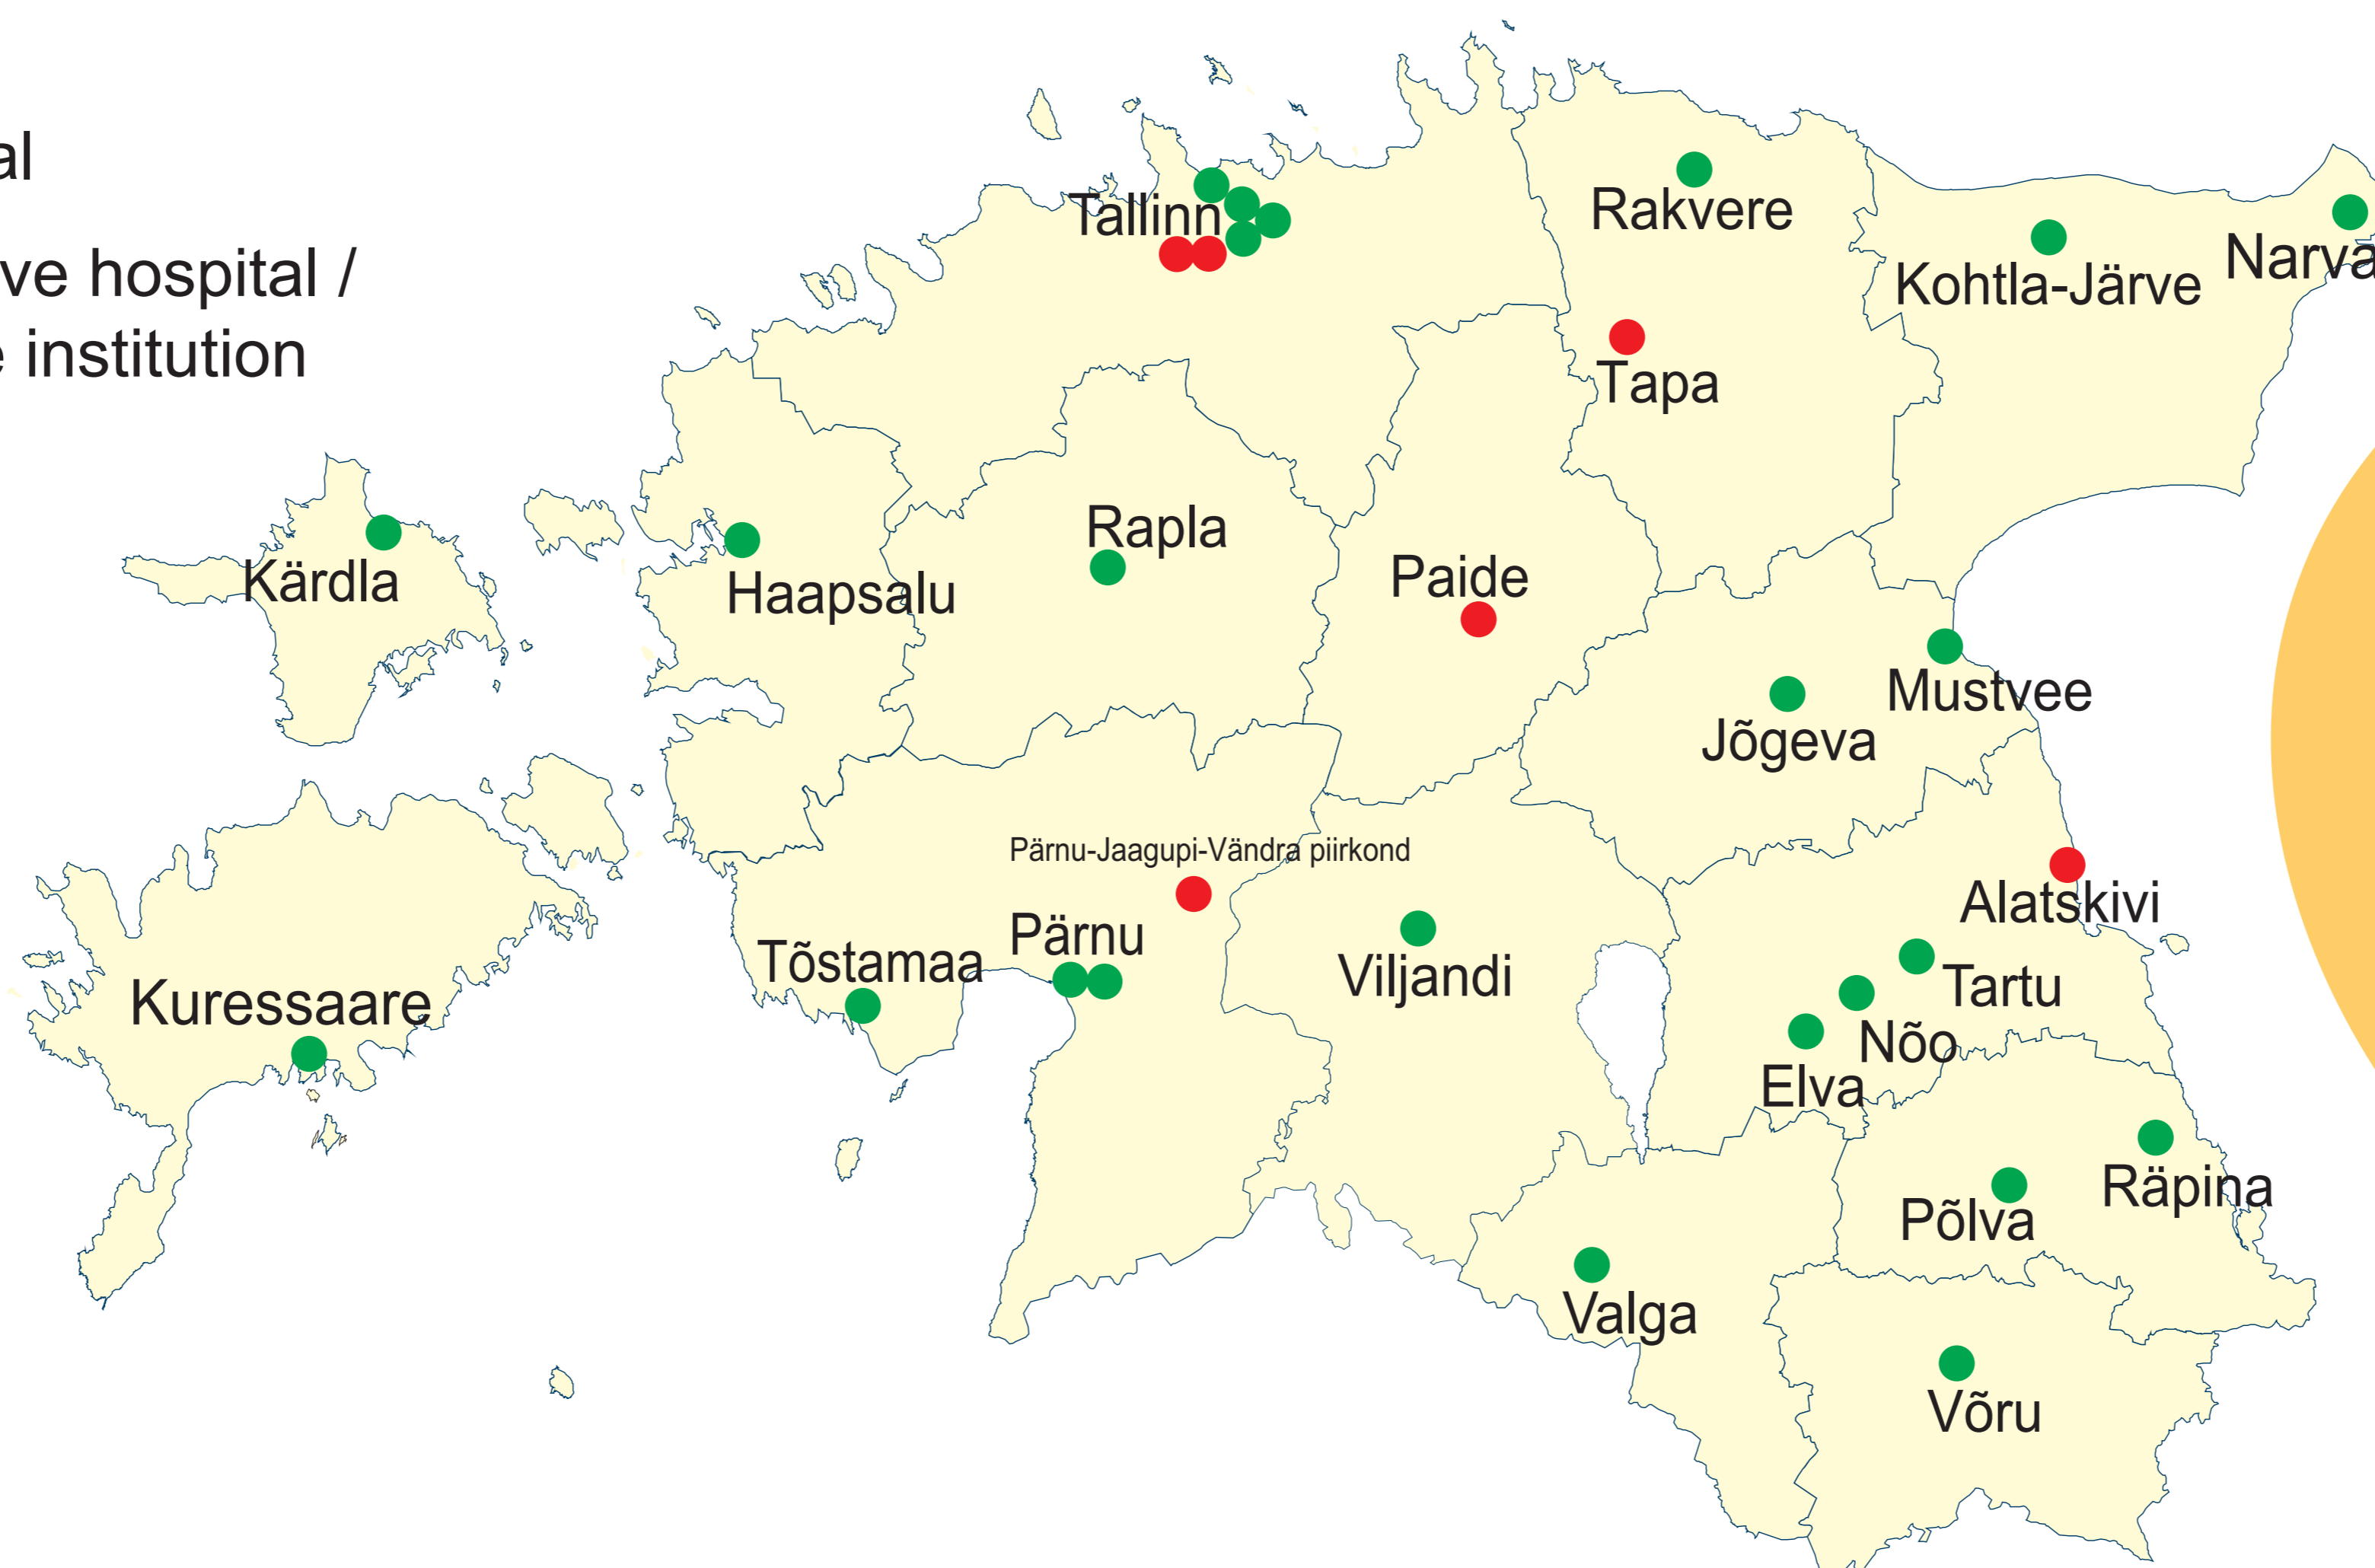 al
ve hospital /
e institution
Tallinn
Rakvere
Kohtla-Järve
Narva
Tapa
Kärdla
Haapsalu
Rapla
Paide
Mustvee
Jõgeva
Pärnu-Jaagupi-Vändra piirkond
Alatskivi
Pärnu
Tõstamaa
Viljandi
Tartu
Kuressaare
Nõo
Elva
Räpina
Põlva
Valga
Võru